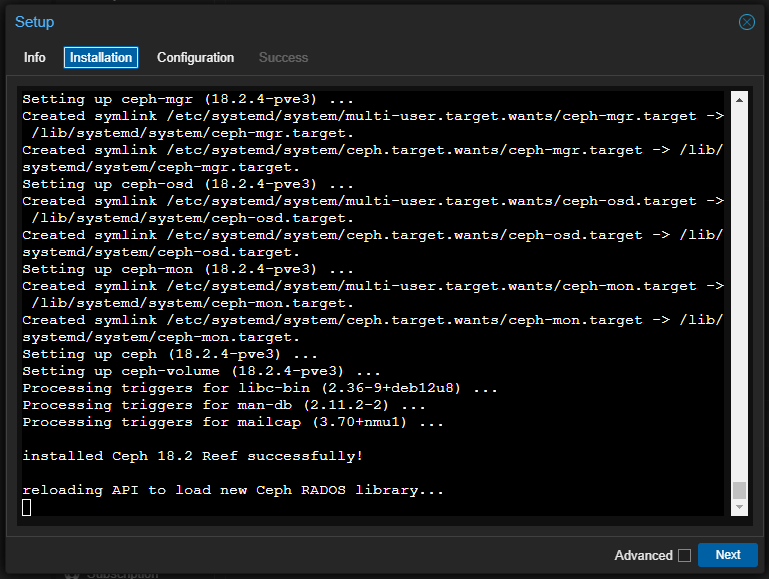 Setup
Info Installation Configuration Success
Setting up ceph-mgr (18.2.4-pve3) ...
Created symlink /etc/systemd/system/multi-user.target.wants/ceph-mgr.target ->
/lib/systemd/system/ceph-mgr.target.
Created symlink /etc/systemd/system/ceph.target.wants/ceph-mgr.target -> /lib/
systemd/system/ceph-mgr.target.
Setting up ceph-osd (18.2.4-pve3) ...
Created symlink /etc/systemd/system/multi-user.target.wants/ceph-osd.target ->
/lib/systemd/system/ceph-osd.target.
Created symlink /etc/systemd/system/ceph.target.wants/ceph-osd.target -> /lib/
systemd/system/ceph-osd.target.
Setting up ceph-mon (18.2.4-pve3) ...
Created symlink /etc/systemd/system/multi-user.target.wants/ceph-mon.target ->
/lib/systemd/system/ceph-mon.target.
Created symlink /etc/systemd/system/ceph.target.wants/ceph-mon.target -> /lib/
systemd/system/ceph-mon.target.
Setting up ceph (18.2.4-pve3) ...
Setting up ceph-volume (18.2.4-pve3) ...
Processing triggers for libc-bin (2.36-9+deb12u8) ...
Processing triggers for man-db (2.11.2-2) ...
Processing triggers for mailcap (3.70+nmu1) ...
installed Ceph 18.2 Reef successfully!
reloading API to load new Ceph RADOS library...
Advanced Next
Subscription